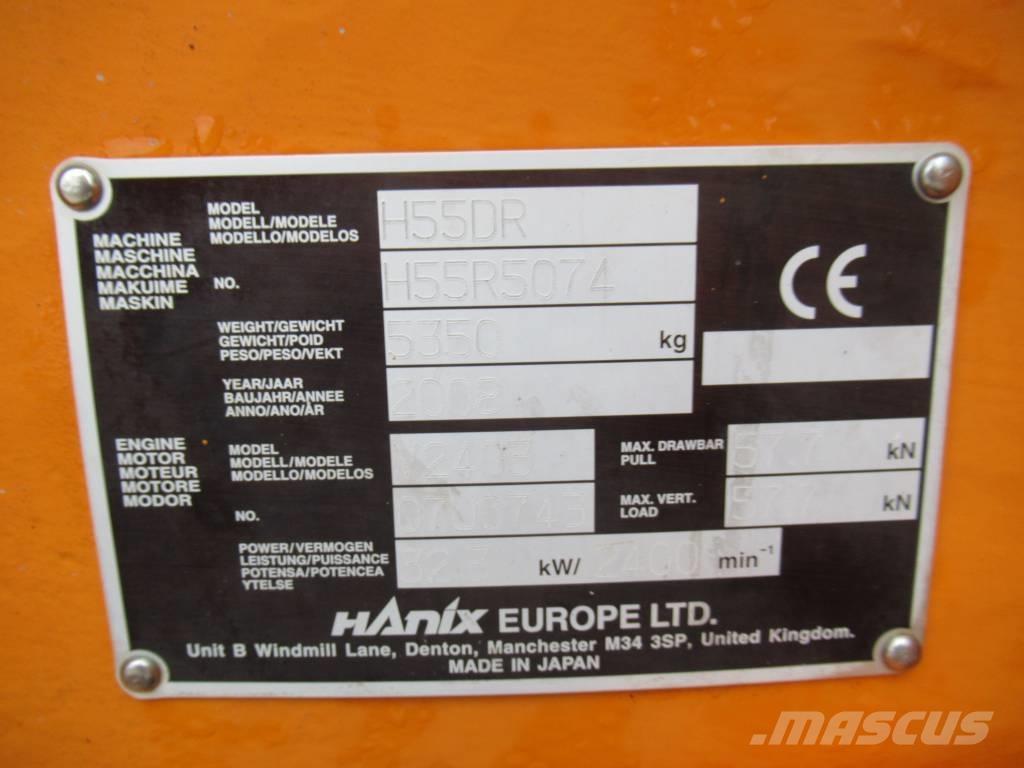 MODEL
MODELL/MODELE
MODELLO/MODELOS
H55DR
MACHINE
MASCHINE
MACCHINA
MAKUIME
MASKIN
NO.
H55R5074
WEIGHT/GEWICHT
GEWICHT/POID
PESO/PESO/VEKT
5350 kg
YEAR/JAAR
BAUJAHR/ANNEE
ANNO/ANO/ÅR
2002
CE
ENGINE
MOTOR
MOTEUR
MOTORE
MODOR
MODEL
MODELL/MODELE
MODELLO/MODELOS
NO.
MAX. DRAWBAR
PULL
kN
MAX. VERT.
LOAD
kN
POWER/VERMOGEN
LEISTUNG/PUISSANCE
POTENSA/POTENCEA
YTELSE
kW/ 2400 min⁻¹
HANIX EUROPE LTD.
Unit B Windmill Lane, Denton, Manchester M34 3SP, United Kingdom.
MADE IN JAPAN
MASCUS